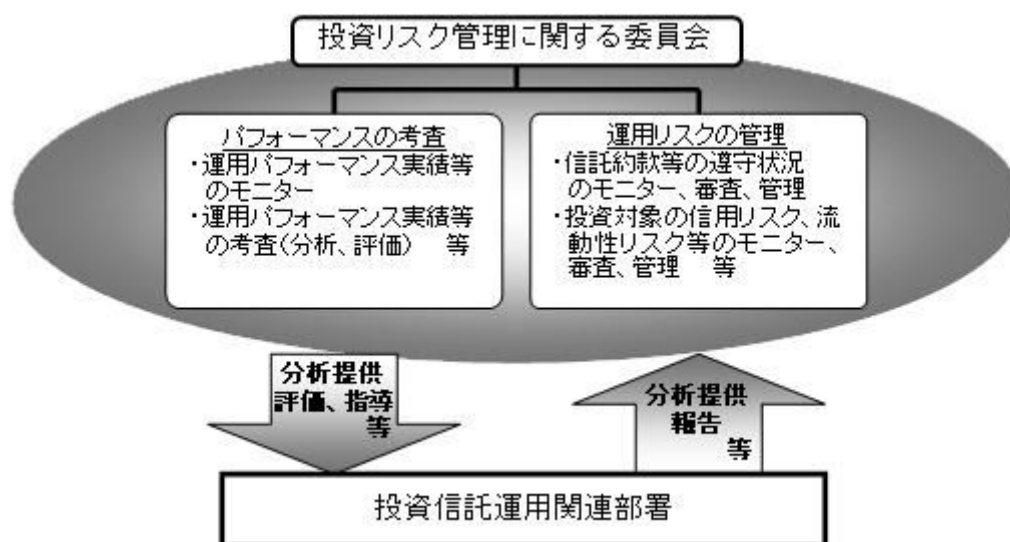 投資リスク管理に関する委員会
パフォーマンスの考査
・運用パフォーマンス実績等
のモニター
・運用パフォーマンス実績等
の考査(分析、評価)　等
運用リスクの管理
・信託約款等の遵守状況
のモニター、審査、管理
・投資対象の信用リスク、流
動性リスク等のモニター、
審査、管理　等
分析提供
評価、指導
等
分析提供
報告
等
投資信託運用関連部署